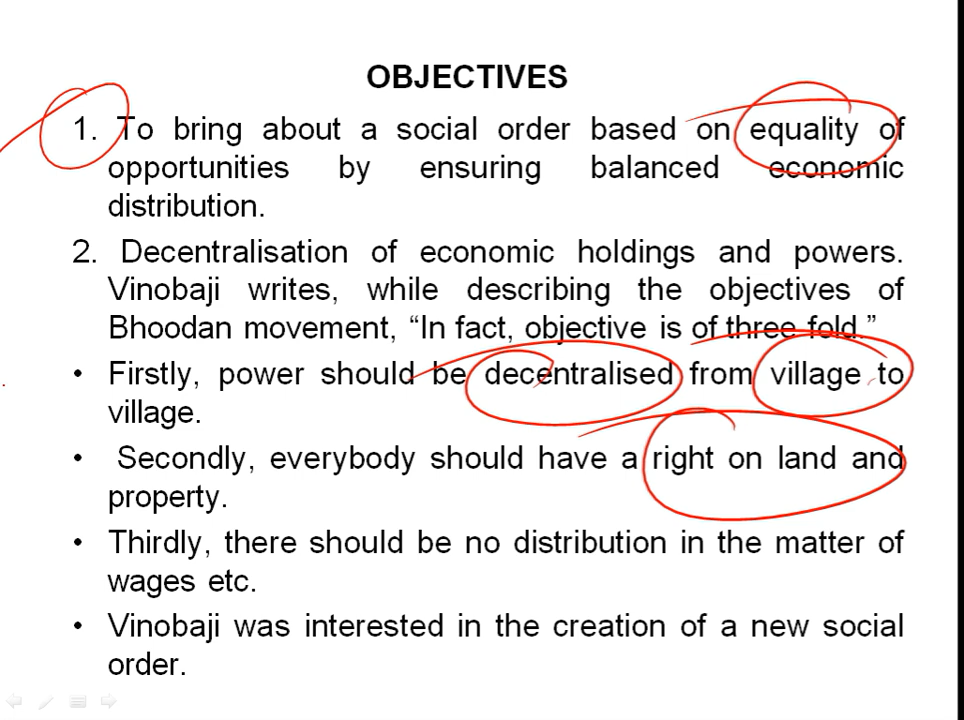 OBJECTIVES
1. To bring about a social order based on equality of
opportunities by ensuring balanced economic
distribution.
2. Decentralisation of economic holdings and powers.
Vinobaji writes, while describing the objectives of
Bhoodan movement, “In fact, objective is of three fold.”
• Firstly, power should be decentralised from village to
village.
• Secondly, everybody should have a right on land and
property.
• Thirdly, there should be no distribution in the matter of
wages etc.
• Vinobaji was interested in the creation of a new social
order.